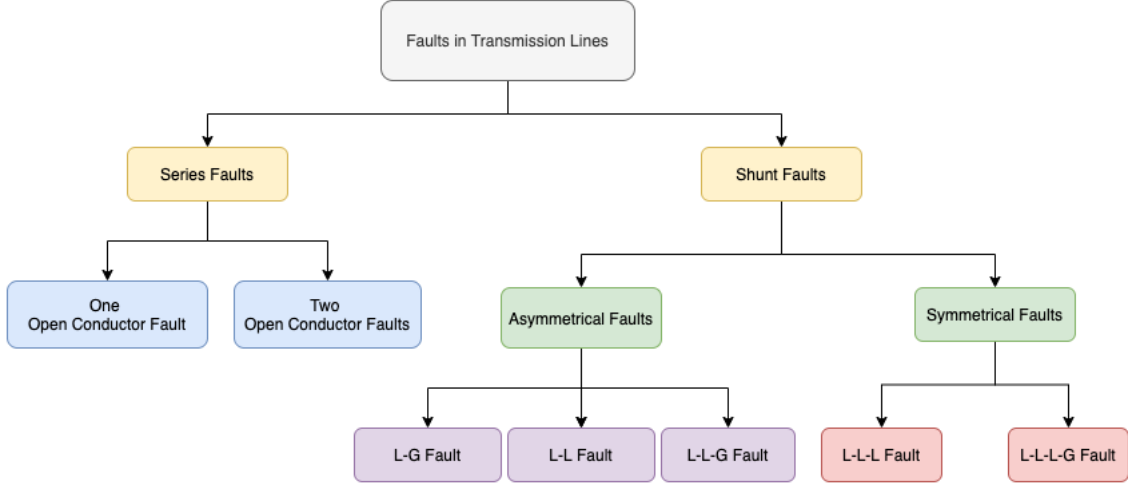 Faults in Transmission Lines
Series Faults
Shunt Faults
One
Open Conductor Fault
Two
Open Conductor Faults
Asymmetrical Faults
Symmetrical Faults
L-G Fault
L-L Fault
L-L-G Fault
L-L-L Fault
L-L-L-G Fault